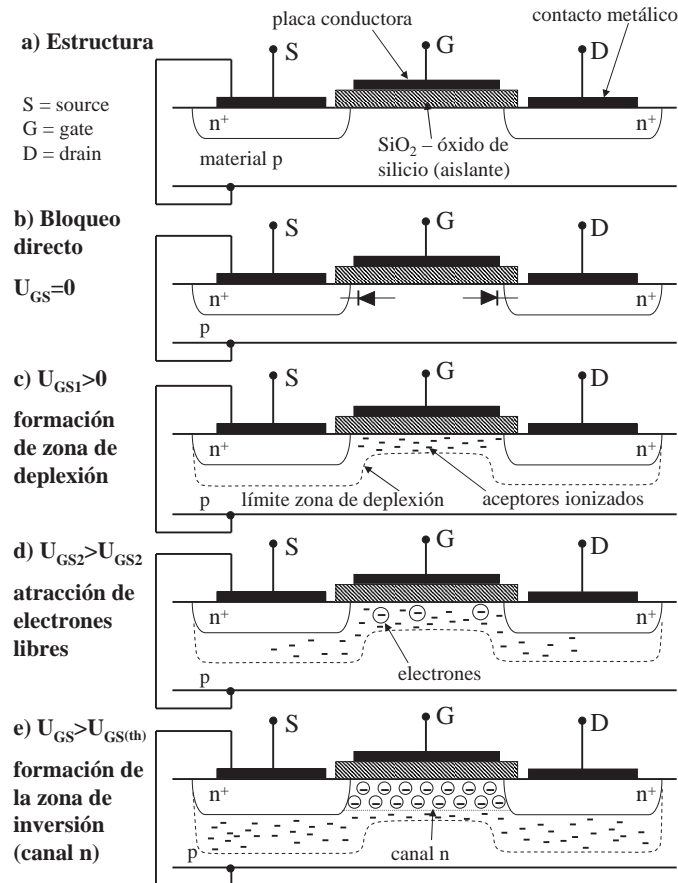 a) Estructura
placa conductora
contacto metálico
S
G
D
S = source
G = gate
D = drain
n+
n+
material p
SiO2 – óxido de
silicio (aislante)
b) Bloqueo
directo
UGS=0
S
G
D
n+
n+
p
c) UGS1>0
formación
de zona de
deplexión
S
G
D
n+
n+
p
límite zona de deplexión
aceptores ionizados
d) UGS2>UGS2
atracción de
electrones
libres
S
G
D
n+
n+
p
electrones
e) UGS>UGS(th)
formación de
la zona de
inversión
(canal n)
S
G
D
n+
n+
p
canal n